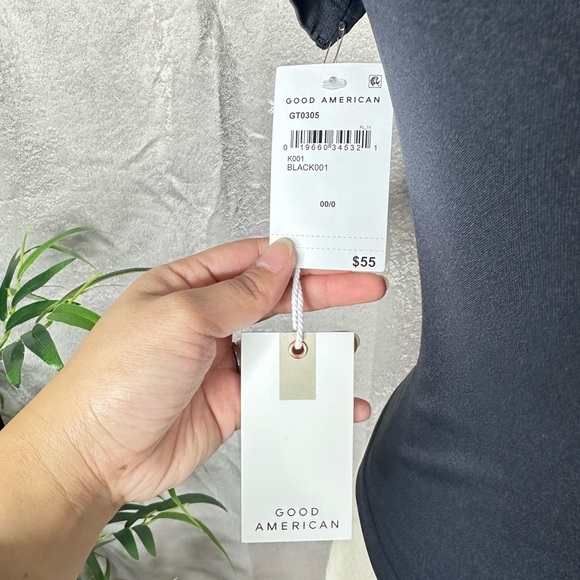 GOOD AMERICAN
GT0305
0 19660 34532 1
K001
BLACK001
00/0
$55
GOOD
AMERICAN